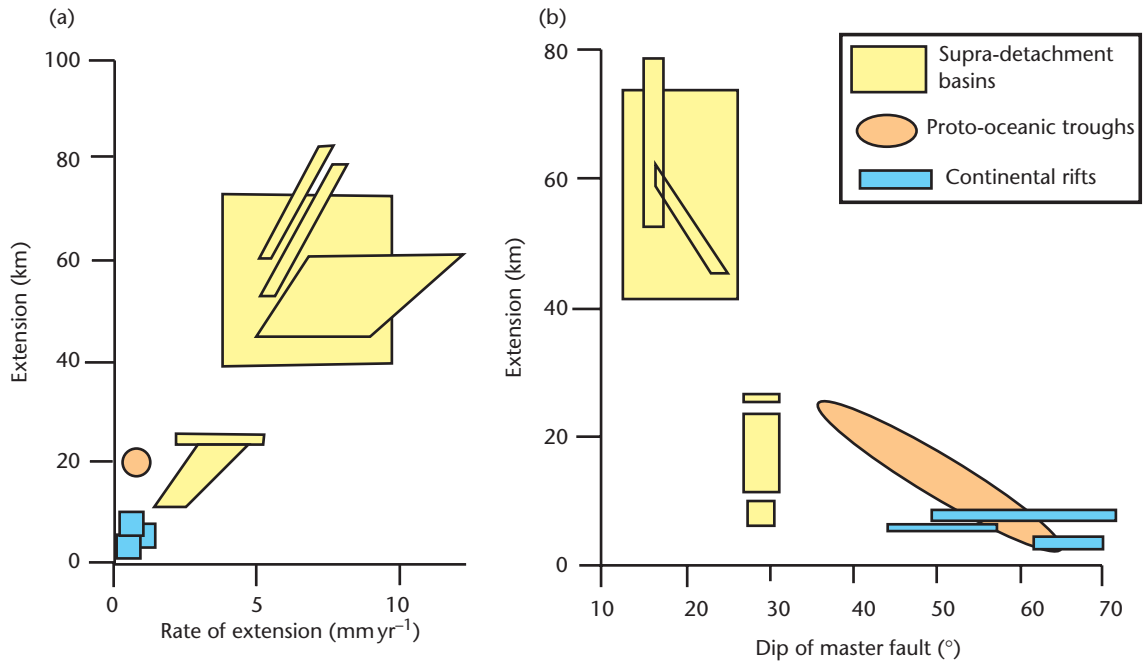 (a)
100
80
60
40
20
0
Extension (km)
0
5
10
Rate of extension (mm yr⁻¹)
(b)
80
60
40
20
0
Extension (km)
10
20
30
40
50
60
70
Dip of master fault (°)
Supra-detachment
basins
Proto-oceanic troughs
Continental rifts